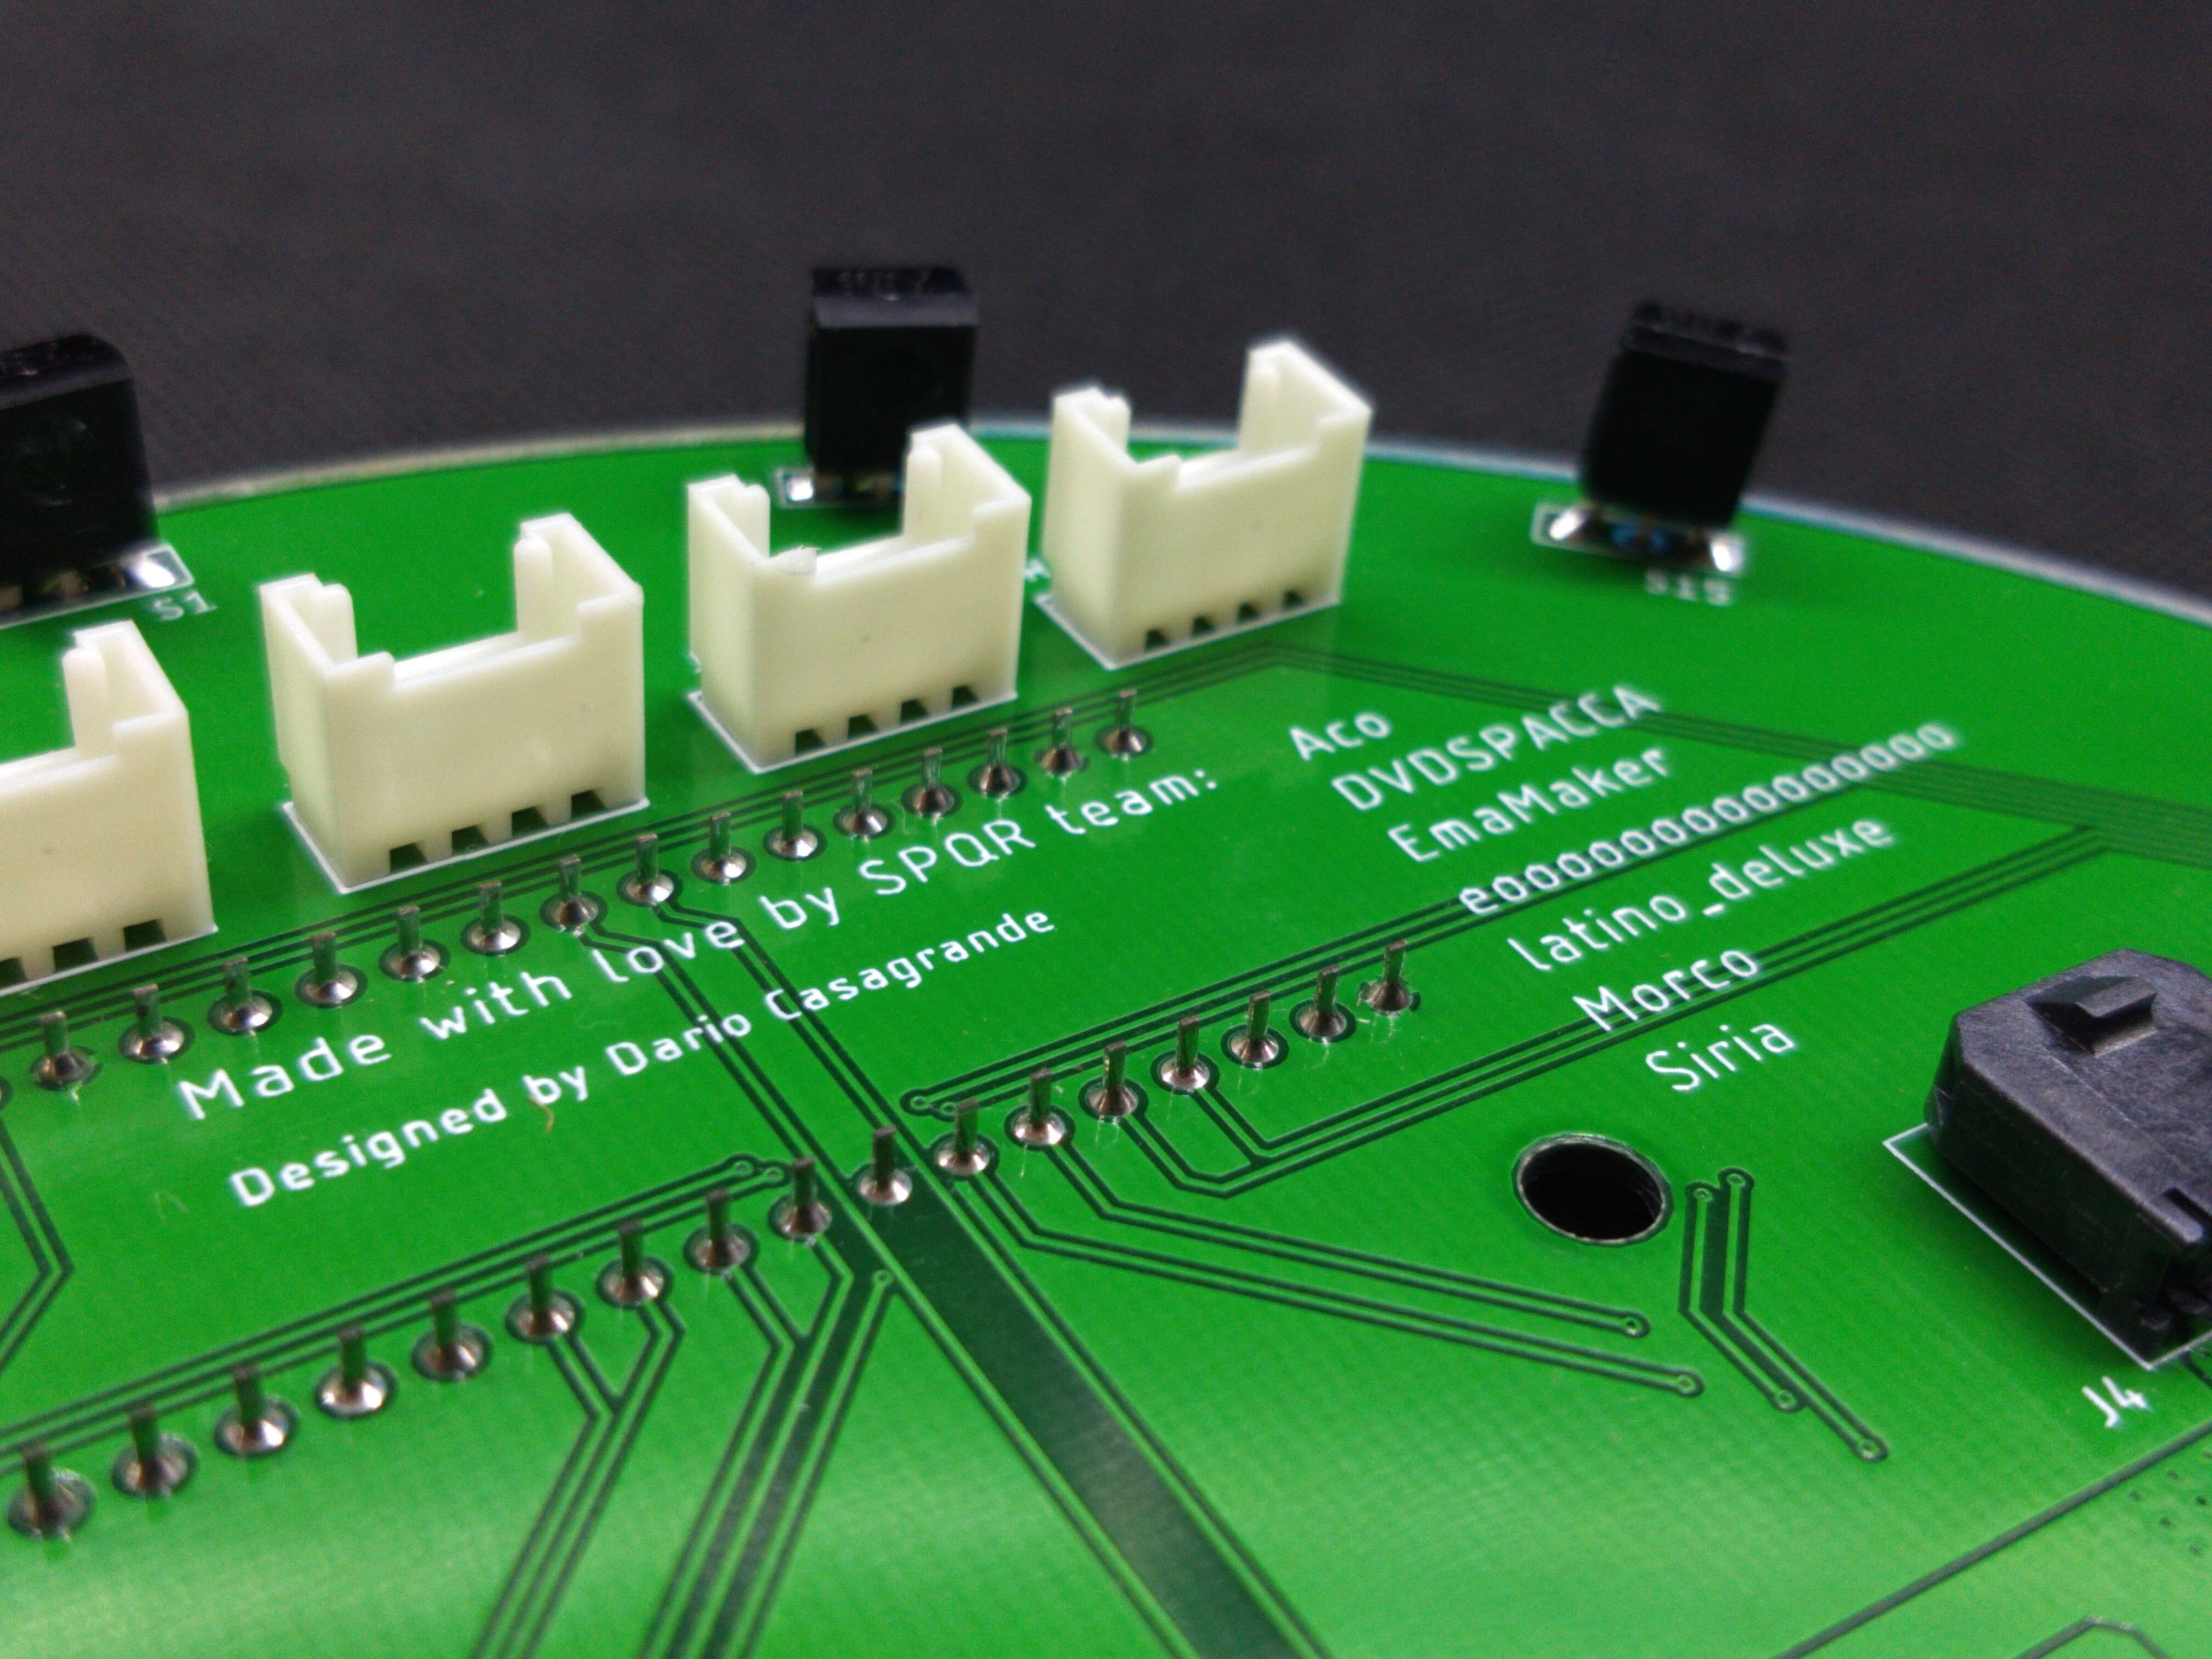 S1
S15
Made with love by SPQR team:
Designed by Dario Casagrande
Aco
DVDSPACCA
EmaMaker
eoooooooooooooooo
latino_deluxe
Morco
Siria
J4